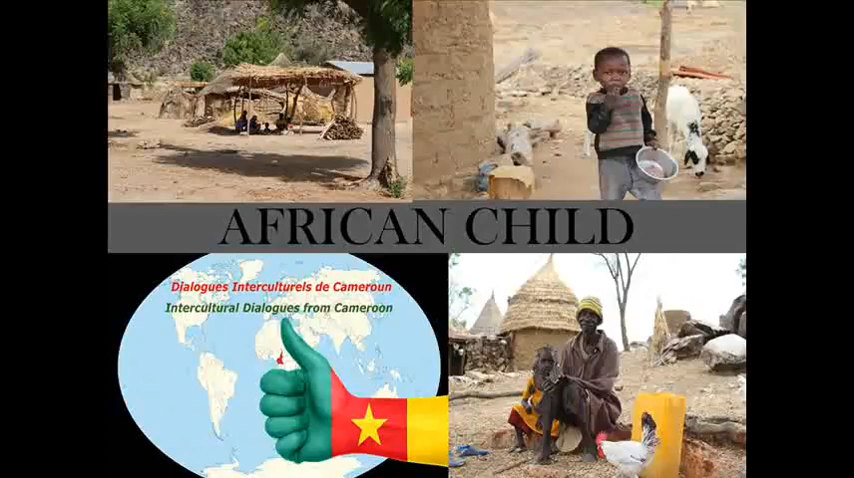 AFRICAN CHILD
Dialogues Interculturels de Cameroun
Intercultural Dialogues from Cameroon